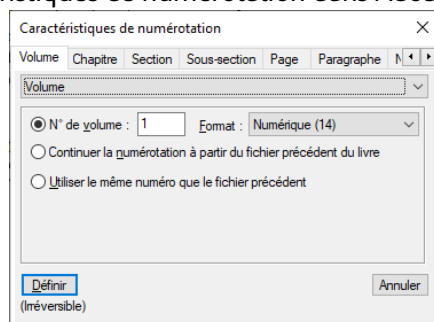 Caractéristiques de numérotation
Volume Chapitre Section Sous-section Page Paragraphe
Volume
N° de volume : 1 Format : Numérique (14)
Continuer la numérotation à partir du fichier précédent du livre
Utiliser le même numéro que le fichier précédent
Définir Annuler
(Irréversible)